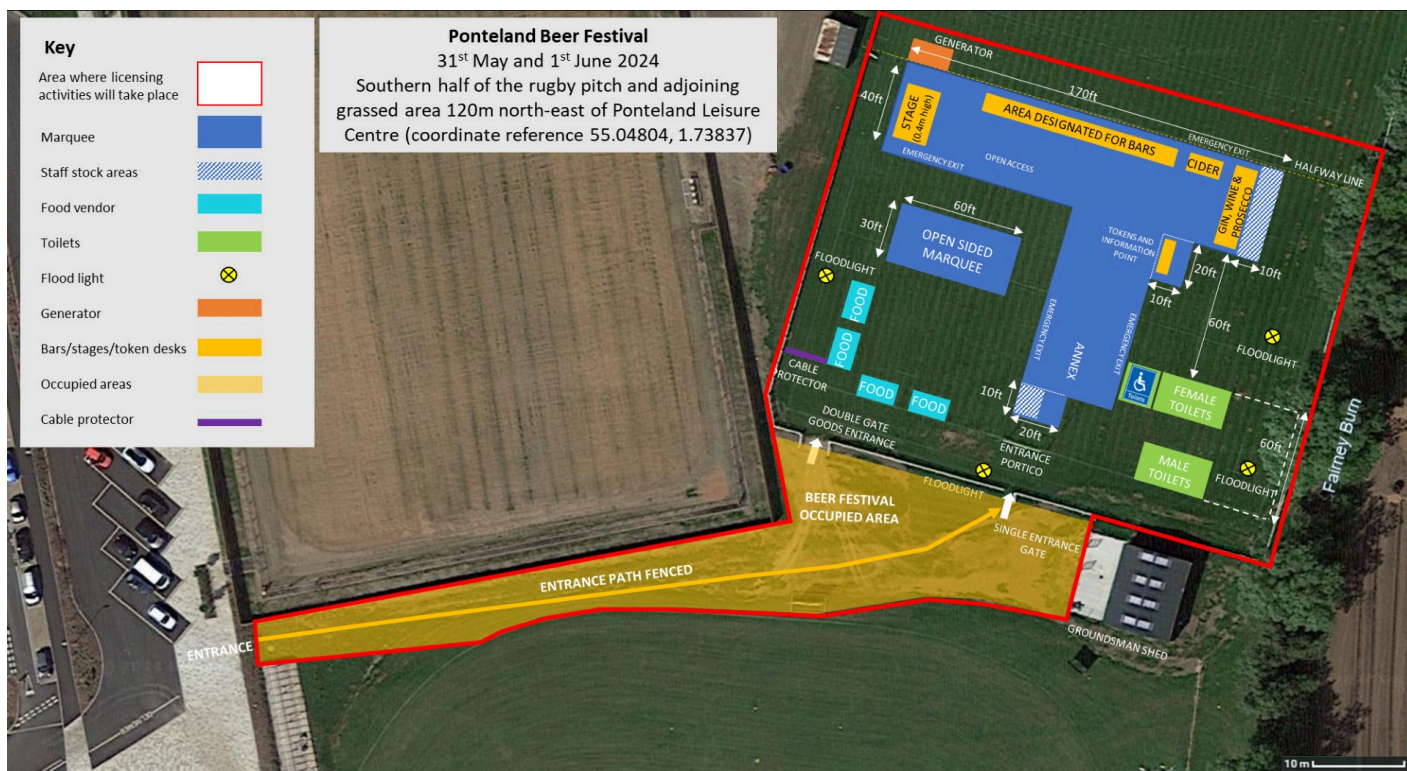 Key
Area where licensing
activities will take place
Marquee
Staff stock areas
Food vendor
Toilets
Flood light
Generator
Bars/stages/token desks
Occupied areas
Cable protector
Ponteland Beer Festival
31st May and 1st June 2024
Southern half of the rugby pitch and adjoining
grassed area 120m north-east of Ponteland Leisure
Centre (coordinate reference 55.04804, 1.73837)
GENERATOR
170ft
40ft
STAGE
(0.4m high)
AREA DESIGNATED FOR BARS
EMERGENCY EXIT
HALFWAY LINE
CIDER
GIN, WINE &
PROSECCO
EMERGENCY EXIT
OPEN ACCESS
60ft
30ft
OPEN SIDED
MARQUEE
TOKENS AND
INFORMATION
POINT
20ft
10ft
10ft
60ft
FLOODLIGHT
FOOD
FOOD
FOOD
FOOD
CABLE
PROTECTOR
EMERGENCY EXIT
EMERGENCY EXIT
ANNEX
FLOODLIGHT
10ft
20ft
Toilets
FEMALE
TOILETS
MALE
TOILETS
60ft
FLOODLIGHT
Fairney Burn
DOUBLE GATE
GOODS ENTRANCE
ENTRANCE
PORTICO
FLOODLIGHT
BEER FESTIVAL
OCCUPIED AREA
SINGLE ENTRANCE
GATE
ENTRANCE PATH FENCED
ENTRANCE
GROUNDSMAN SHED
10 m